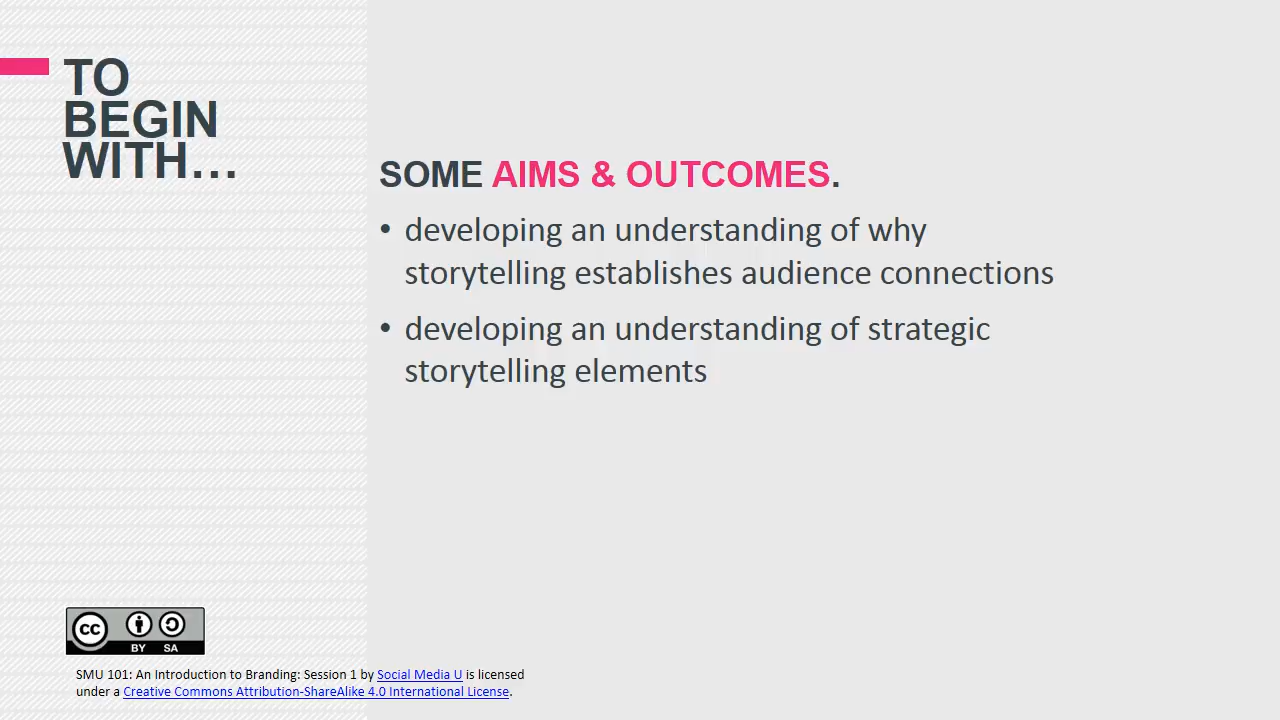 TO
BEGIN
WITH…
SOME AIMS & OUTCOMES.
• developing an understanding of why
storytelling establishes audience connections
• developing an understanding of strategic
storytelling elements
cc
BY SA
SMU 101: An Introduction to Branding: Session 1 by Social Media U is licensed
under a Creative Commons Attribution-ShareAlike 4.0 International License.